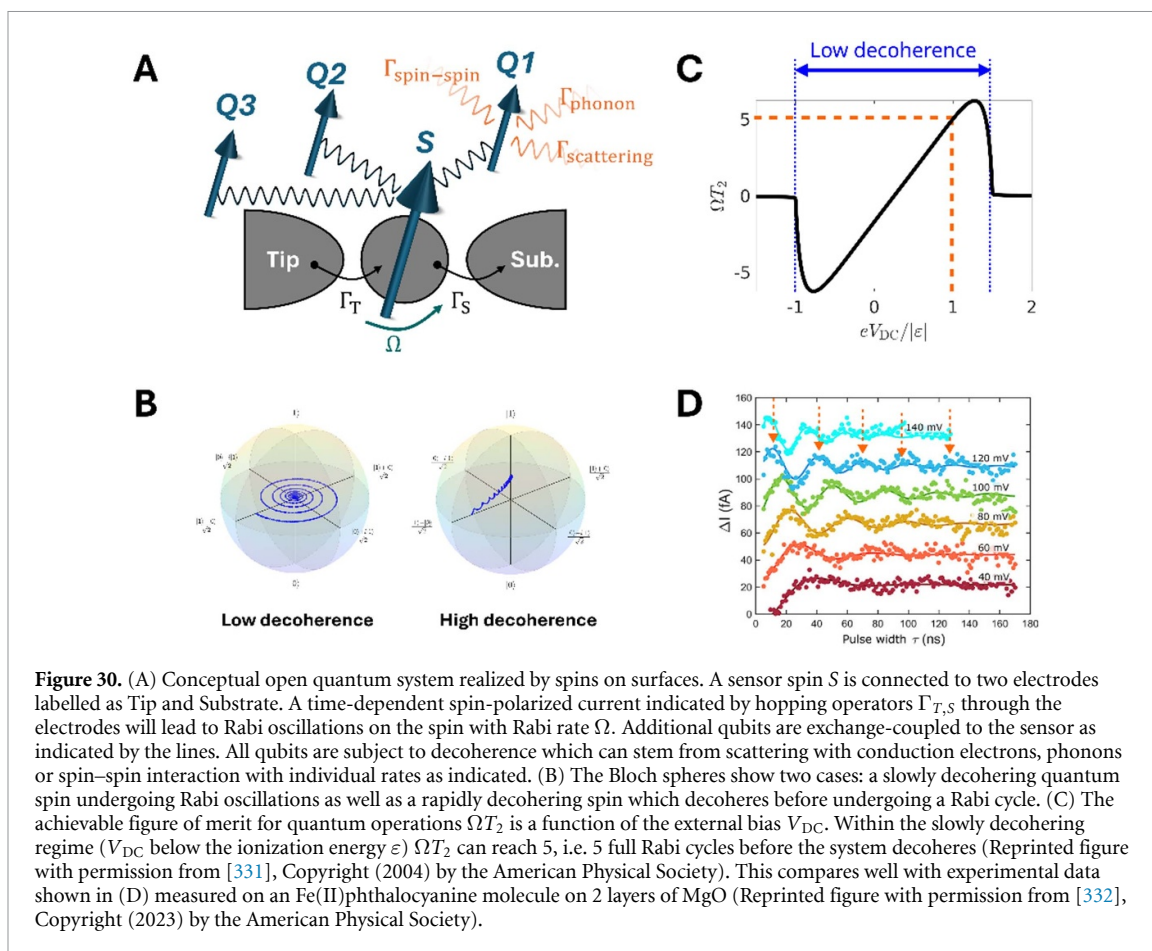 A
Q3
Q2
Q1
S
Γspin−spin
Γphonon
Γscattering
Tip
Sub.
ΓT
ΓS
Ω
C
Low decoherence
5
0
-5
ΩT2
-1
0
1
2
eVDC/|ε|
B
|1⟩
|0⟩
Low decoherence
High decoherence
D
160
140
120
100
80
60
40
20
0
ΔI (fA)
140 mV
120 mV
100 mV
80 mV
60 mV
40 mV
0 20 40 60 80 100 120 140 160 180
Pulse width τ (ns)
Figure 30. (A) Conceptual open quantum system realized by spins on surfaces. A sensor spin S is connected to two electrodes
labelled as Tip and Substrate. A time-dependent spin-polarized current indicated by hopping operators ΓT,S through the
electrodes will lead to Rabi oscillations on the spin with Rabi rate Ω. Additional qubits are exchange-coupled to the sensor as
indicated by the lines. All qubits are subject to decoherence which can stem from scattering with conduction electrons, phonons
or spin–spin interaction with individual rates as indicated. (B) The Bloch spheres show two cases: a slowly decohering quantum
spin undergoing Rabi oscillations as well as a rapidly decohering spin which decoheres before undergoing a Rabi cycle. (C) The
achievable figure of merit for quantum operations ΩT2 is a function of the external bias VDC. Within the slowly decohering
regime (VDC below the ionization energy ε) ΩT2 can reach 5, i.e. 5 full Rabi cycles before the system decoheres (Reprinted figure
with permission from [331], Copyright (2004) by the American Physical Society). This compares well with experimental data
shown in (D) measured on an Fe(II)phthalocyanine molecule on 2 layers of MgO (Reprinted figure with permission from [332],
Copyright (2023) by the American Physical Society).